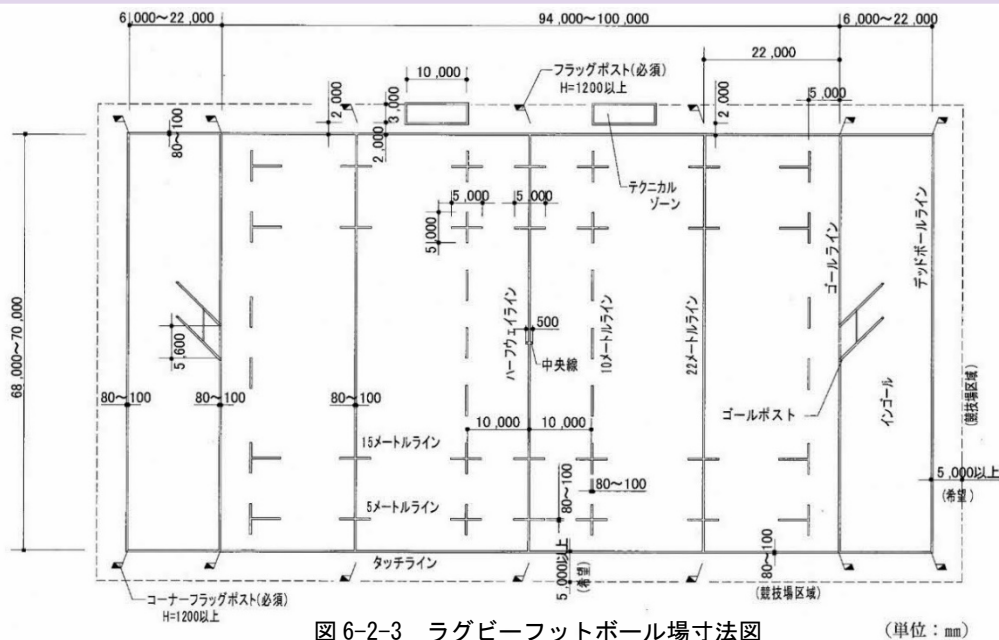 6,000~22,000
94,000~100,000
6,000~22,000
22,000
10,000
フラッグポスト(必須)
H=1200以上
5,000
2,000
3,000
2,000
2,000
80~100
テクニカル
ゾーン
5,000
5,000
5,000
68,000~70,000
ハーフウェイライン
10メートルライン
22メートルライン
ゴールライン
デッドボールライン
500
中央線
5,600
ゴールポスト
インゴール
(競技場区域)
80~100
80~100
80~100
10,000
10,000
15メートルライン
80~100
80~100
5,000以上
(希望)
5メートルライン
タッチライン
5,000以上
(希望)
80~100
(競技場区域)
コーナーフラッグポスト(必須)
H=1200以上
図 6-2-3 ラグビーフットボール場寸法図
(単位:mm)